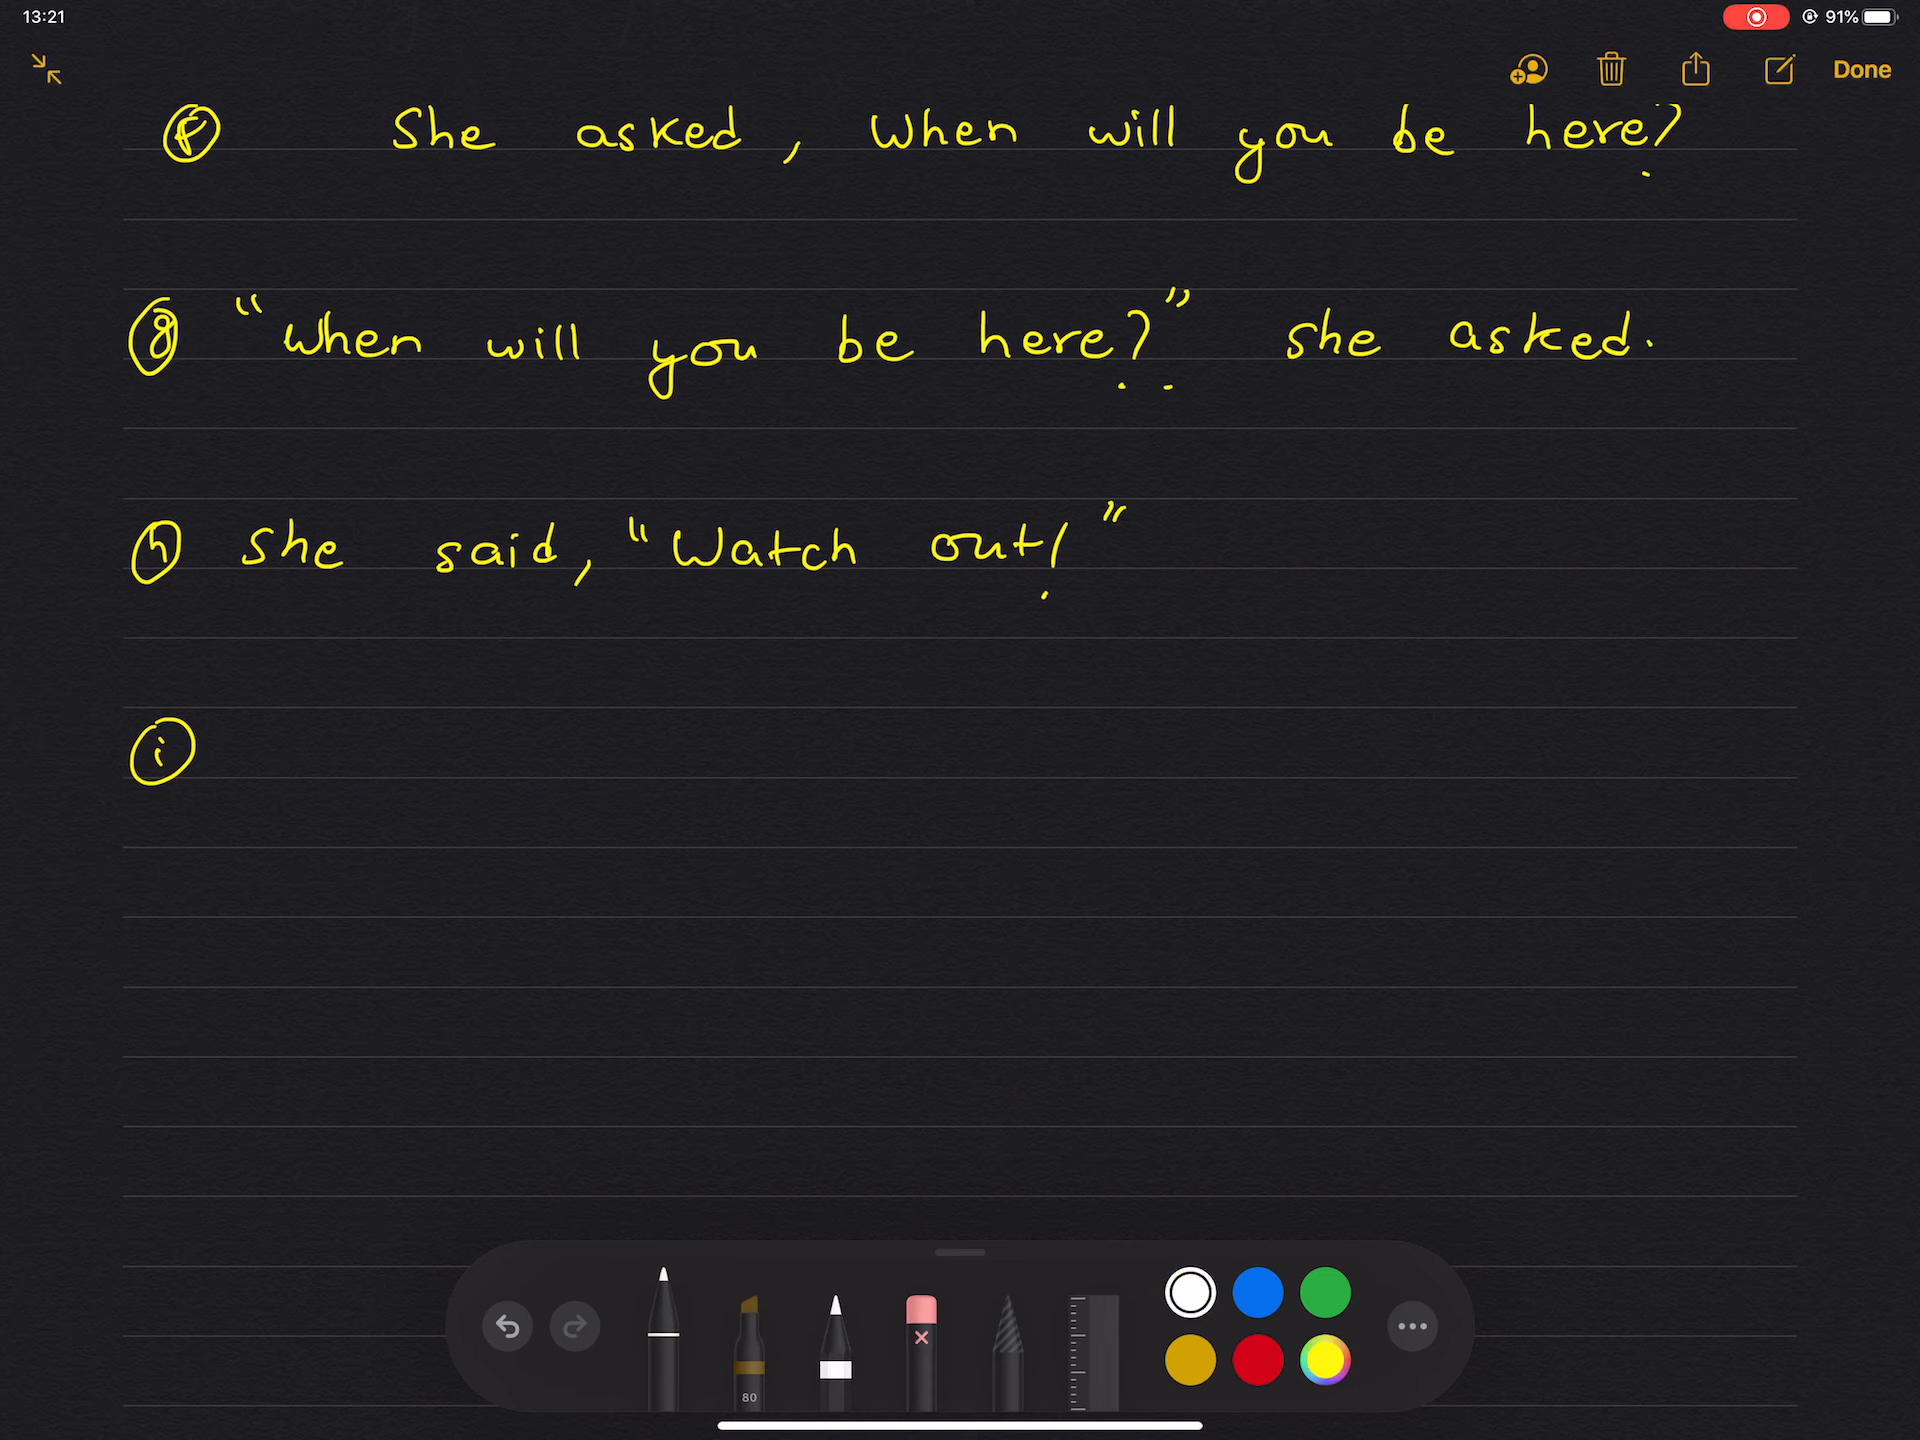 13:21
91%
Done
f She asked, When will you be here?
g “When will you be here?” she asked.
h She said, “Watch out!”
i
80